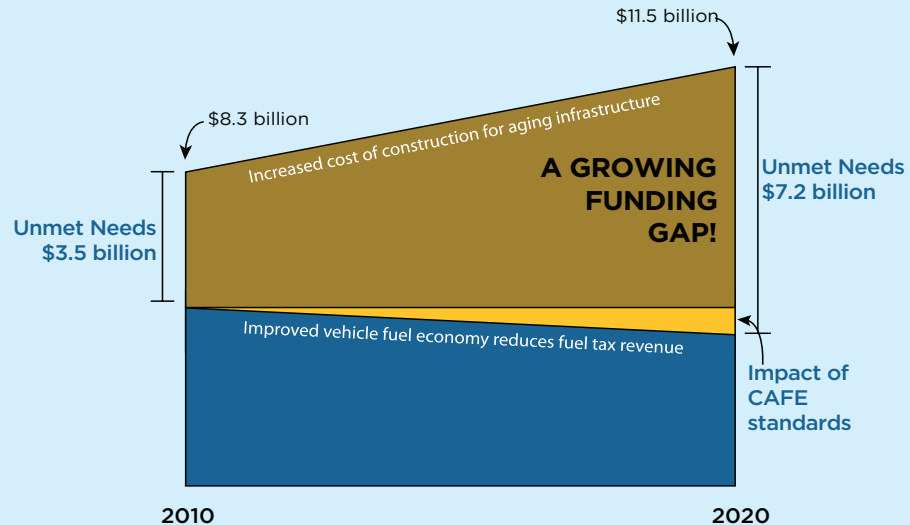 $11.5 billion
$8.3 billion
Increased cost of construction for aging infrastructure
A GROWING
FUNDING
GAP!
Unmet Needs
$7.2 billion
Unmet Needs
$3.5 billion
Improved vehicle fuel economy reduces fuel tax revenue
Impact of
CAFE
standards
2010
2020